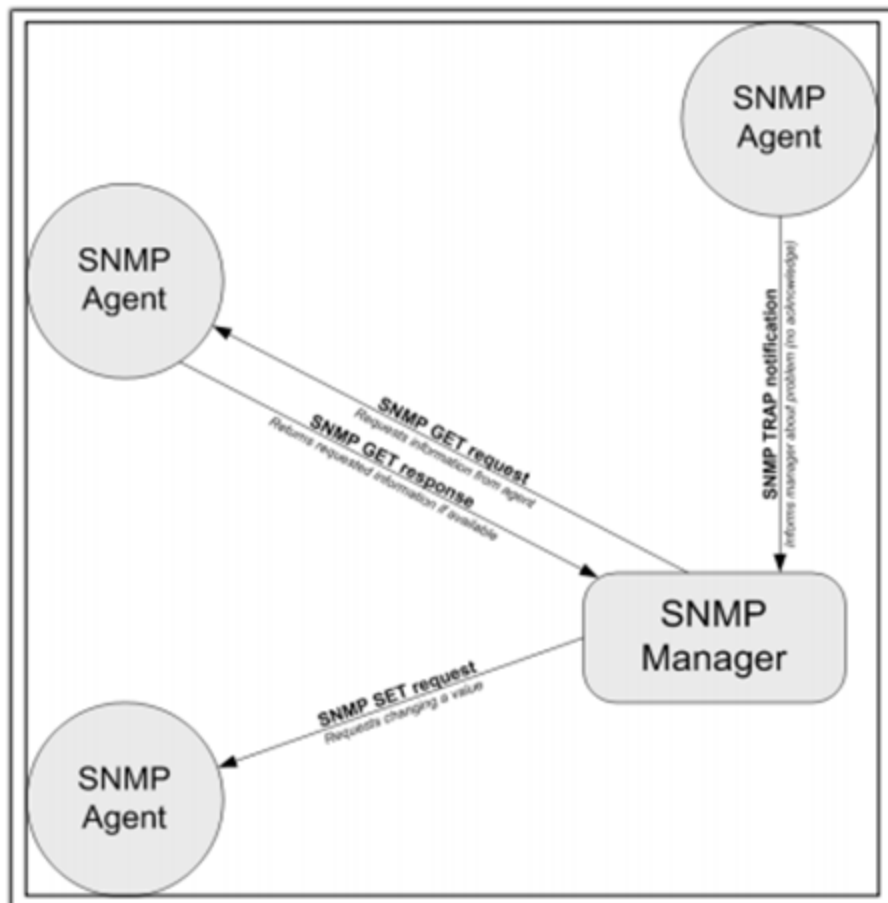 SNMP
Agent
SNMP
Agent
SNMP TRAP notification
Informs manager about problem (no acknowledge)
SNMP GET request
Requests information from agent
SNMP GET response
Returns requested information if available
SNMP
Manager
SNMP SET request
Requests changing a value
SNMP
Agent